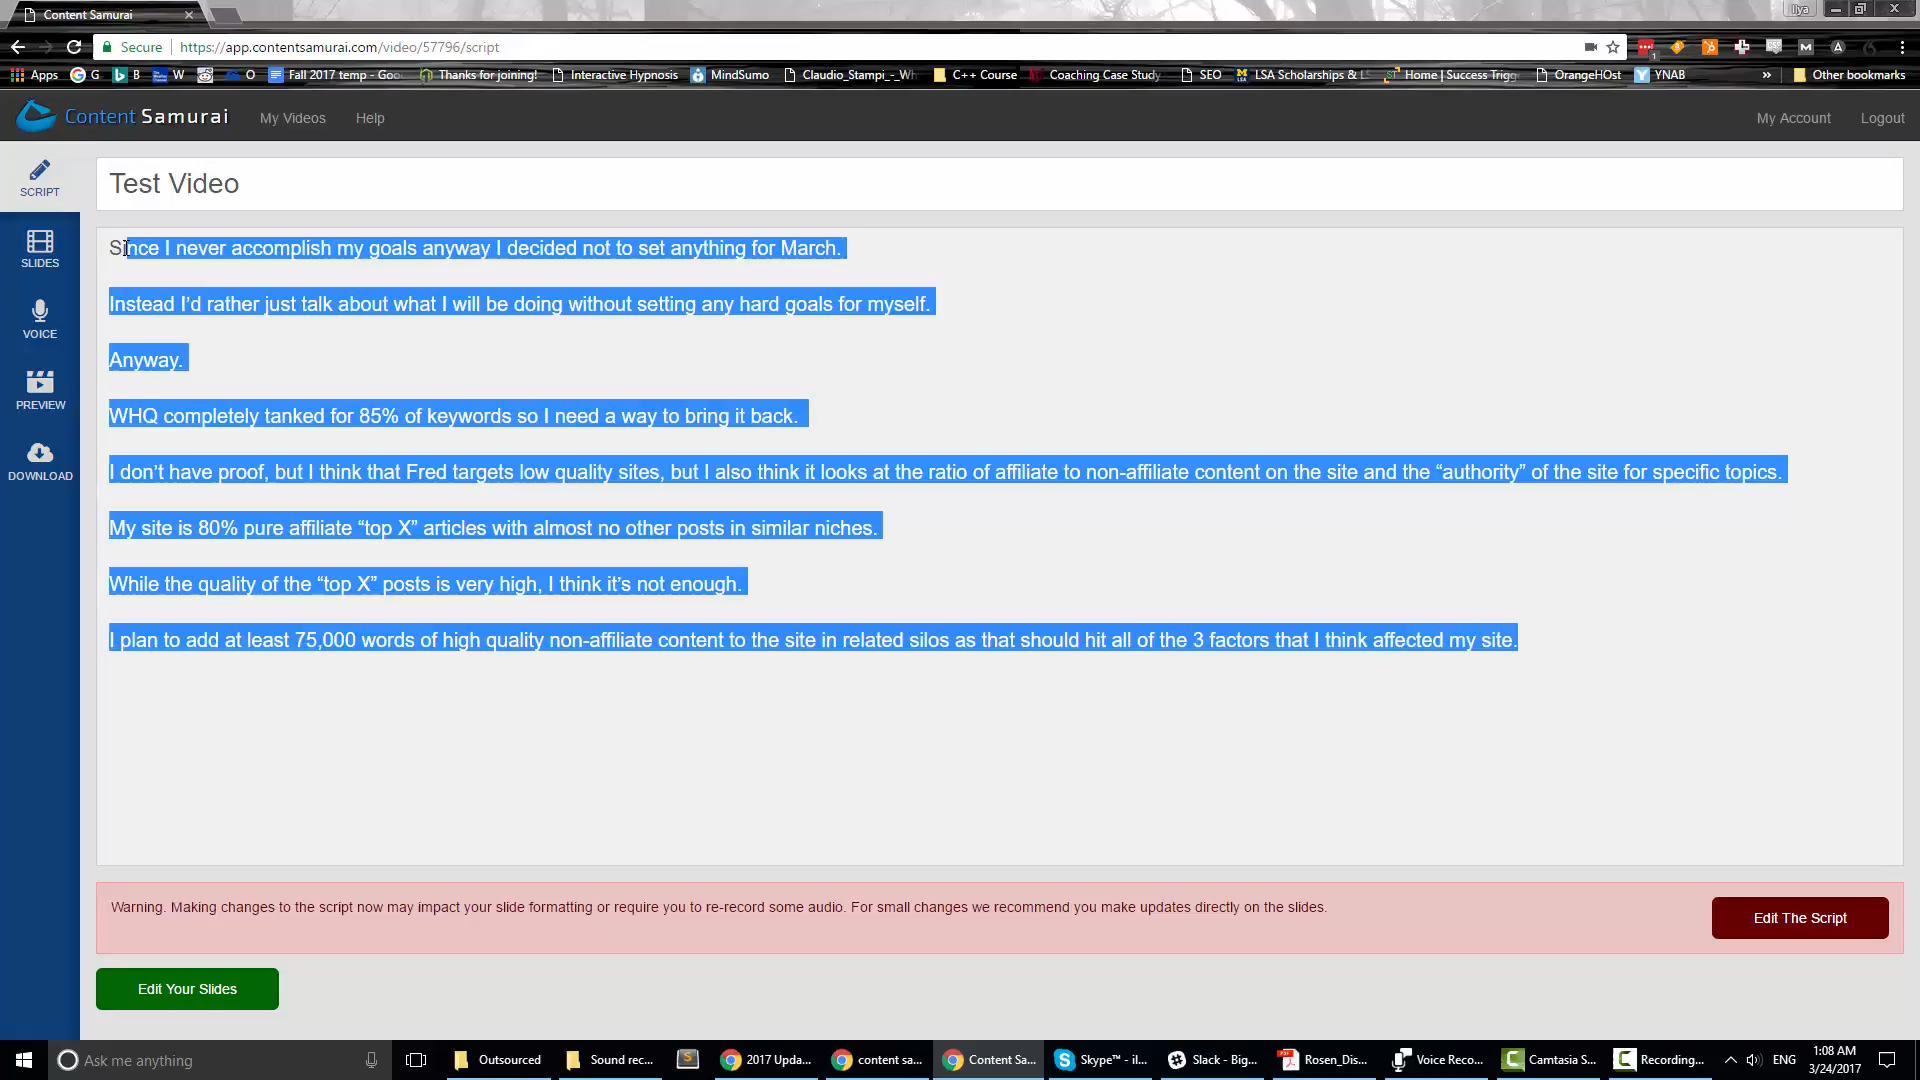 Content Samurai
Ilya
Secure https://app.contentsamurai.com/video/57796/script
Apps G B W O Fall 2017 temp - Goo Thanks for joining! Interactive Hypnosis MindSumo Claudio_Stampi_-_Wh C++ Course Coaching Case Study SEO LSA Scholarships & L Home | Success Trigg OrangeHOst YNAB » Other bookmarks
Content Samurai My Videos Help My Account Logout
SCRIPT
SLIDES
VOICE
PREVIEW
DOWNLOAD
Test Video
Since I never accomplish my goals anyway I decided not to set anything for March.
Instead I’d rather just talk about what I will be doing without setting any hard goals for myself.
Anyway.
WHQ completely tanked for 85% of keywords so I need a way to bring it back.
I don’t have proof, but I think that Fred targets low quality sites, but I also think it looks at the ratio of affiliate to non-affiliate content on the site and the “authority” of the site for specific topics.
My site is 80% pure affiliate “top X” articles with almost no other posts in similar niches.
While the quality of the “top X” posts is very high, I think it’s not enough.
I plan to add at least 75,000 words of high quality non-affiliate content to the site in related silos as that should hit all of the 3 factors that I think affected my site.
Warning. Making changes to the script now may impact your slide formatting or require you to re-record some audio. For small changes we recommend you make updates directly on the slides.
Edit The Script
Edit Your Slides
Ask me anything
Outsourced
Sound rec...
2017 Upda...
content sa...
Content Sa...
Skype™ - il...
Slack - Big...
Rosen_Dis...
Voice Reco...
Camtasia S...
Recording...
ENG
1:08 AM
3/24/2017